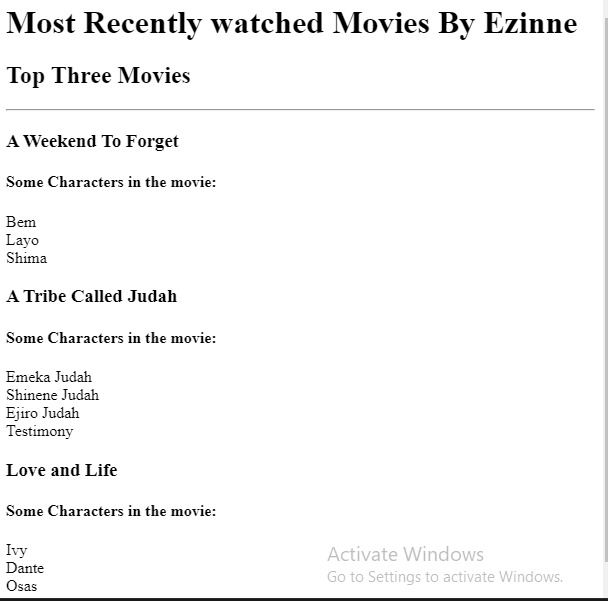 Most Recently watched Movies By Ezinne
Top Three Movies
A Weekend To Forget
Some Characters in the movie:
Bem
Layo
Shima
A Tribe Called Judah
Some Characters in the movie:
Emeka Judah
Shinene Judah
Ejiro Judah
Testimony
Love and Life
Some Characters in the movie:
Ivy
Dante
Osas
Activate Windows
Go to Settings to activate Windows.